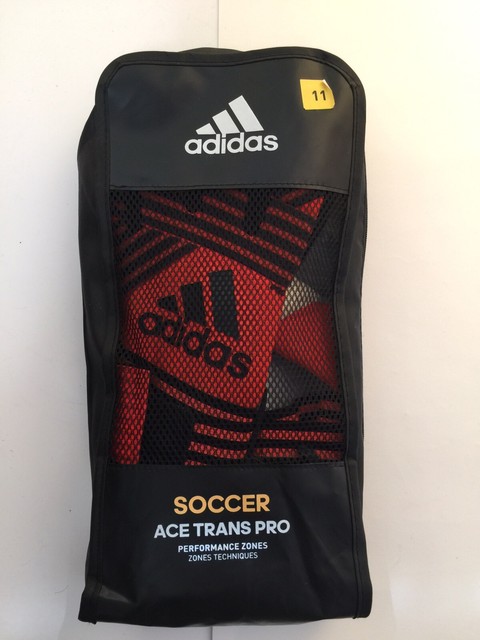 11
adidas
adidas
SOCCER
ACE TRANS PRO
PERFORMANCE ZONES
ZONES TECHNIQUES